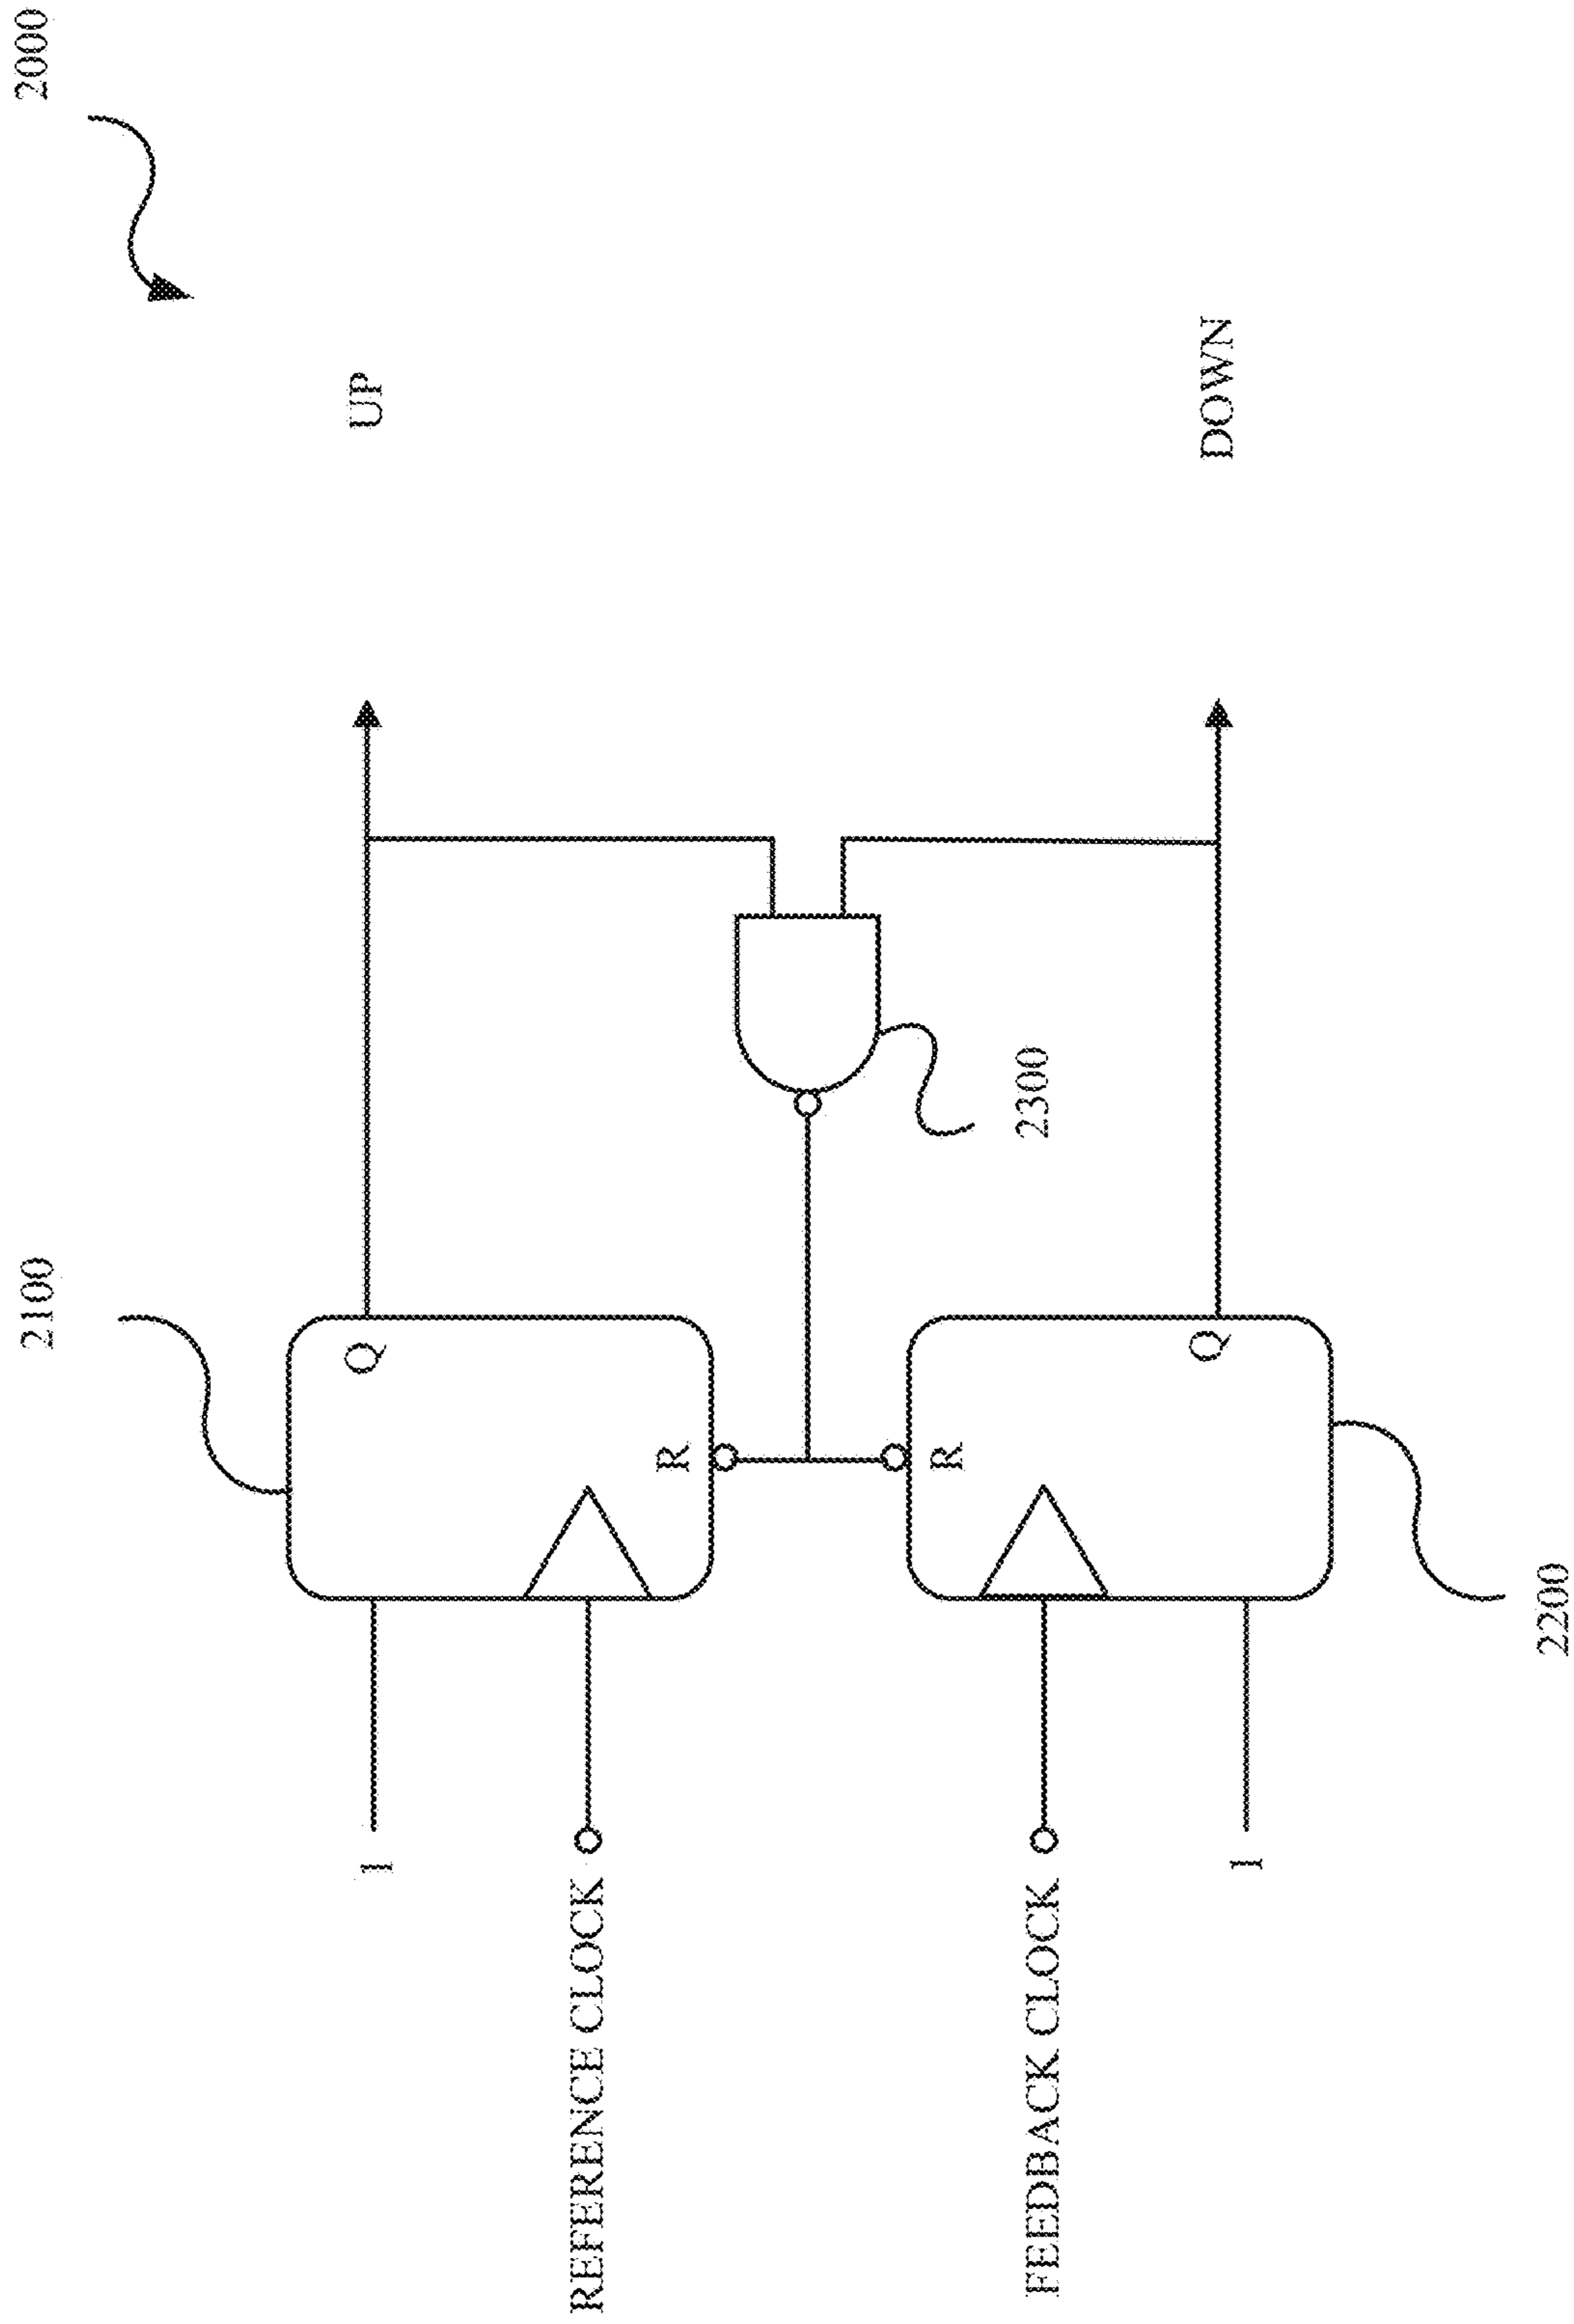 2000
2100
1
Q
UP
REFERENCE CLOCK
R
2300
FEEDBACK CLOCK
R
1
Q
DOWN
2200